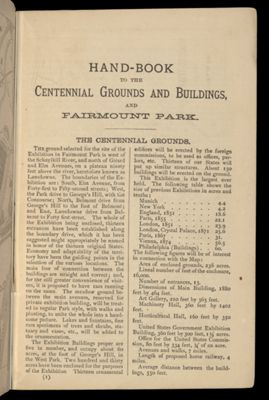 HAND-BOOK
TO THE
CENTENNIAL GROUNDS AND BUILDINGS,
AND
FAIRMOUNT PARK.
THE CENTENNIAL GROUNDS.
THE ground selected for the site of the
Exhibition in Fairmount Park is west of
the Schuylkill River, and north of Girard
and Elm Avenues, on a plateau ninety
feet above the river, heretofore known as
Lansdowne. The boundaries of the Ex-
hibition are: South, Elm Avenue, from
Forty-first to Fifty-second streets; West,
the Park drive to George's Hill, with the
Concourse; North, Belmont drive from
George's Hill to the foot of Belmont;
and East, Lansdowne drive from Bel-
mont to Forty-first street. The whole of
the Exhibition being enclosed, thirteen
entrances have been established along
the boundary drive, which it has been
suggested might appropriately be named
in honor of the thirteen original States.
Economy and adaptability of the terri-
tory have been the guiding points in the
selection of the various locations. The
main line of connection between the
buildings are straight and correct; and,
for the still greater convenience of visit-
ors, it is proposed to have cars running
on the same. The meadow ground be-
tween the main avenues, reserved for
private exhibition building, will be treat-
ed in regular Park style, with walks and
planting, to unite the whole into a hand-
some picture. Lakes and fountains, fine
rare specimens of trees and shrubs, sta-
tuary and vases, etc., will be added to
the ornamentation.
The Exhibition Buildings proper are
five in number, and occupy about 60
acres, at the foot of George's Hill, in
the West Park. Two hundred and thirty
acres have been enclosed for the purposes
of the Exhibition. Thirteen ornamental
(1)
edifices will be erected by the foreign
commissions, to be used as offices, par-
lors, etc. Thirteen of our States will
put up similar structures. About 150
buildings will be erected on the ground.
This Exhibition is the largest ever
held. The following table shows the
size of previous Exhibitions in acres and
tenths:
Munich 4.4
New York 4.2
England, 1851 18.6
Paris, 1855 22.1
London, 1863 23.9
London, Crystal Palace, 1851 25.6
Paris, 1867 31.
Vienna, 1874 56.5
Philadelphia (Buildings) 60.
The following figures will be of interest
in connection with the Map:
Size of enclosed grounds, 236 acres.
Lineal number of feet of the enclosure,
16,000.
Number of entrances, 13.
Dimensions of Main Building, 1880
feet by 464 feet.
Art Gallery, 210 by 365 feet.
Machinery Hall, 360 feet by 1402
feet.
Horticultural Hall, 160 feet by 350
feet.
United States Government Exhibition
Building, 360 feet by 300 feet, 1¾ acres.
Office for the United States Commis-
sion, 80 feet by 324 feet, ¾ of an acre.
Avenues and walks, 7 miles.
Length of proposed horse railway, 4
miles.
Average distance between the build-
ings, 550 feet.